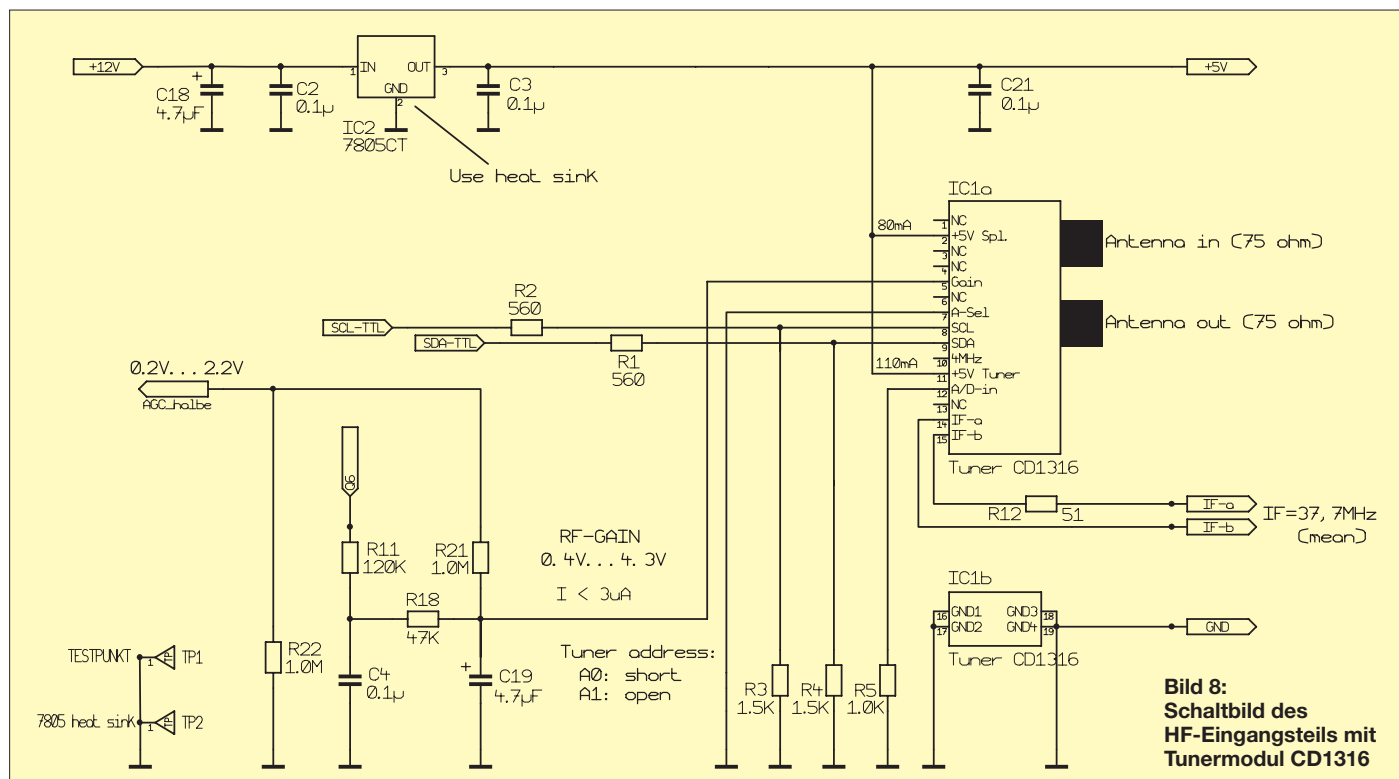 +12V
C18
4.7µF
+
C2
0.1µ
IN
OUT
GND
1
3
2
IC2
7805CT
C3
0.1µ
Use heat sink
C21
0.1µ
+5V
IC1a
80mA
NC
1
+5V Spl.
2
NC
3
NC
4
Gain
5
NC
6
A-Sel
7
SCL
8
SDA
9
4MHz
10
110mA
+5V Tuner
11
A/D-in
12
NC
13
IF-a
14
IF-b
15
Tuner CD1316
Antenna in (75 ohm)
Antenna out (75 ohm)
SCL-TTL
R2
560
SDA-TTL
R1
560
0.2V... 2.2V
AGC_halbe
Q6
R11
120K
R21
1.0M
RF-GAIN
0.4V... 4.3V
I < 3uA
R18
47K
R22
1.0M
C4
0.1µ
+
C19
4.7µF
Tuner address:
A0: short
A1: open
R3
1.5K
R4
1.5K
R5
1.0K
R12
51
IF-a
IF-b
IF=37,7MHz
(mean)
IC1b
GND1
GND2
GND3
GND4
16
17
18
19
Tuner CD1316
GND
TESTPUNKT
1
TP
TP1
7805 heat sink
1
TP
TP2
Bild 8:
Schaltbild des
HF-Eingangsteils mit
Tunermodul CD1316